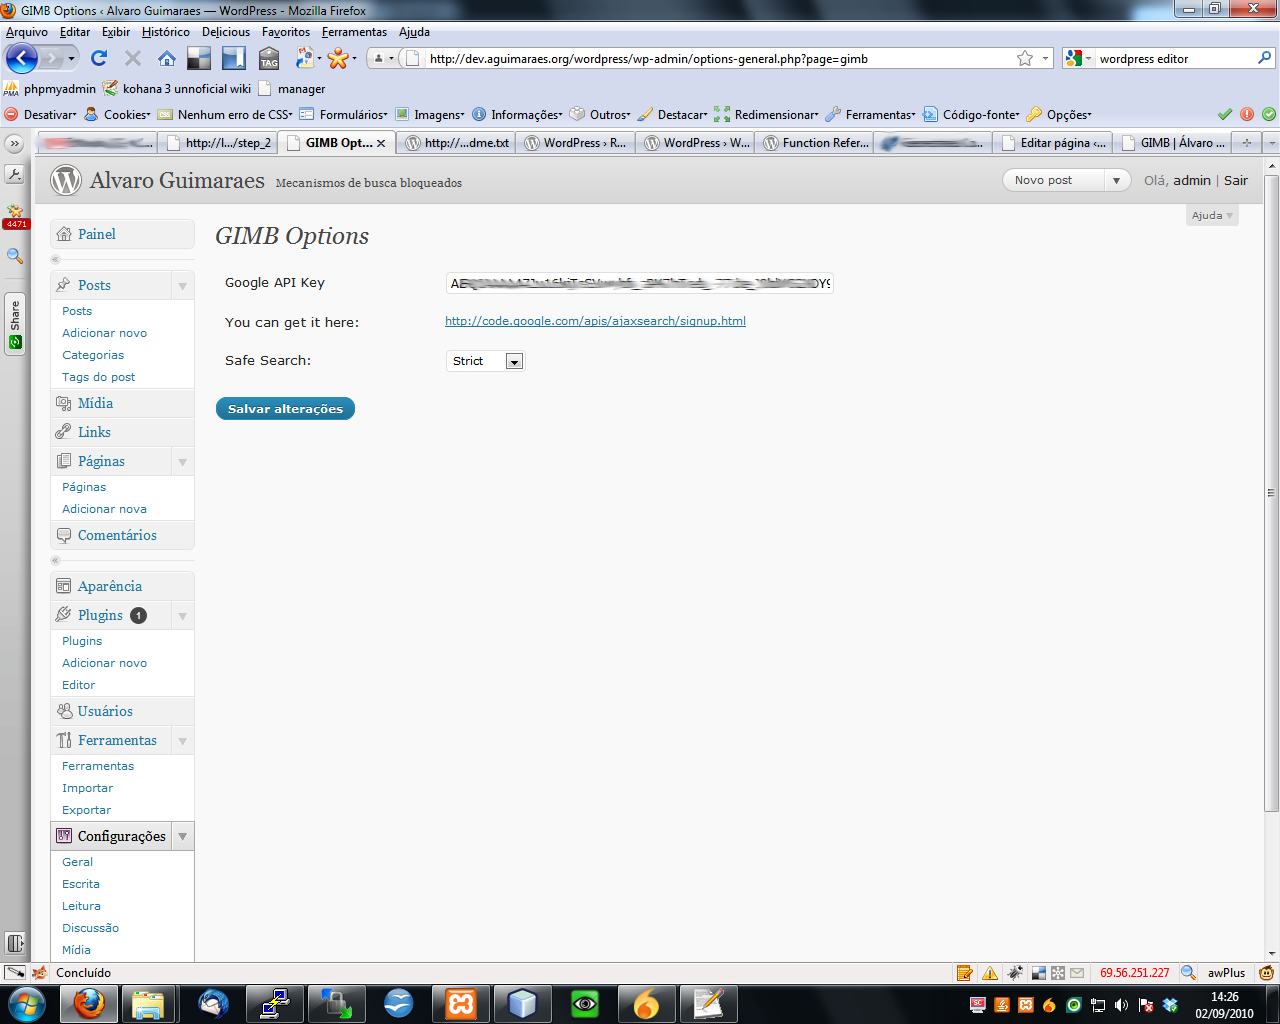 GIMB Options ‹ Alvaro Guimaraes — WordPress - Mozilla Firefox
Arquivo Editar Exibir Histórico Delicious Favoritos Ferramentas Ajuda
TAG http://dev.aguimaraes.org/wordpress/wp-admin/options-general.php?page=gimb wordpress editor
PMA phpmyadmin kohana 3 unnoficial wiki manager
Desativar Cookies Nenhum erro de CSS Formulários Imagens Informações Outros Destacar Redimensionar Ferramentas Código-fonte Opções
http://l.../step_2 GIMB Opt... http://...dme.txt WordPress › R... WordPress › W... Function Refer... Editar página ‹... GIMB | Álvaro ...
Alvaro Guimaraes Mecanismos de busca bloqueados Novo post Olá, admin | Sair
Ajuda
4471
Share
Painel
Posts
Posts
Adicionar novo
Categorias
Tags do post
Mídia
Links
Páginas
Páginas
Adicionar nova
Comentários
Aparência
Plugins 1
Plugins
Adicionar novo
Editor
Usuários
Ferramentas
Ferramentas
Importar
Exportar
Configurações
Geral
Escrita
Leitura
Discussão
Mídia
GIMB Options
Google API Key
You can get it here: http://code.google.com/apis/ajaxsearch/signup.html
Safe Search: Strict
Salvar alterações
Concluído 69.56.251.227 awPlus
14:26
02/09/2010